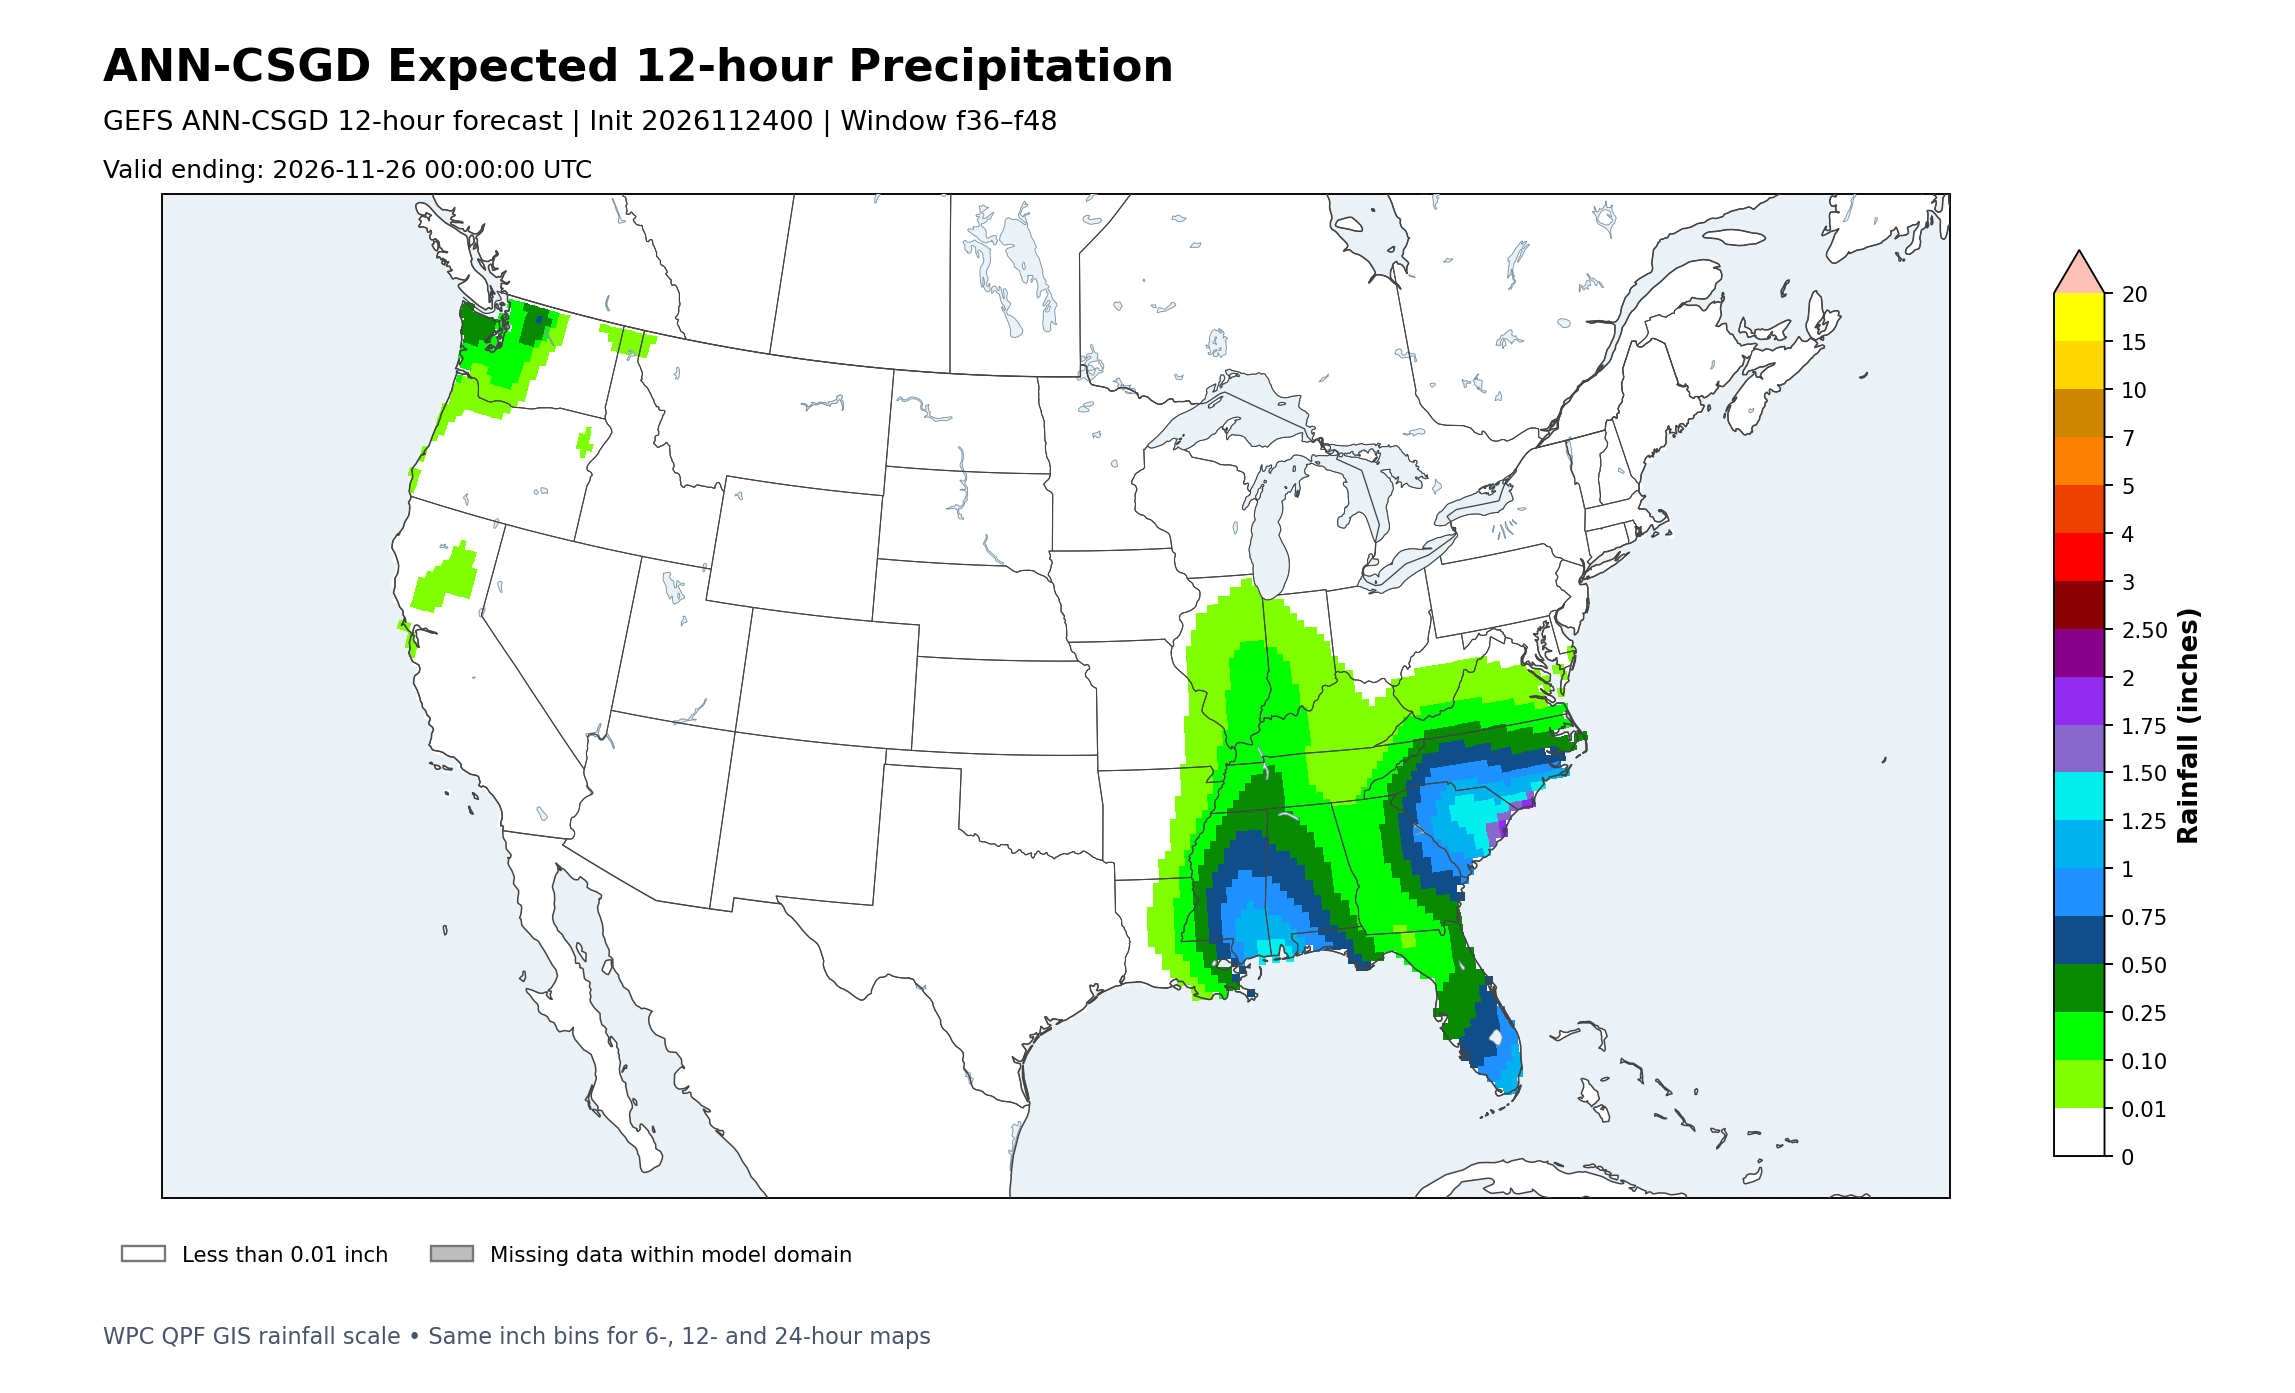 ANN-CSGD Expected 12-hour Precipitation
GEFS ANN-CSGD 12-hour forecast | Init 2026112400 | Window f36–f48
Valid ending: 2026-11-26 00:00:00 UTC
20
15
10
7
5
4
3
2.50
2
1.75
1.50
1.25
1
0.75
0.50
0.25
0.10
0.01
0
Rainfall (inches)
Less than 0.01 inch
Missing data within model domain
WPC QPF GIS rainfall scale • Same inch bins for 6-, 12- and 24-hour maps